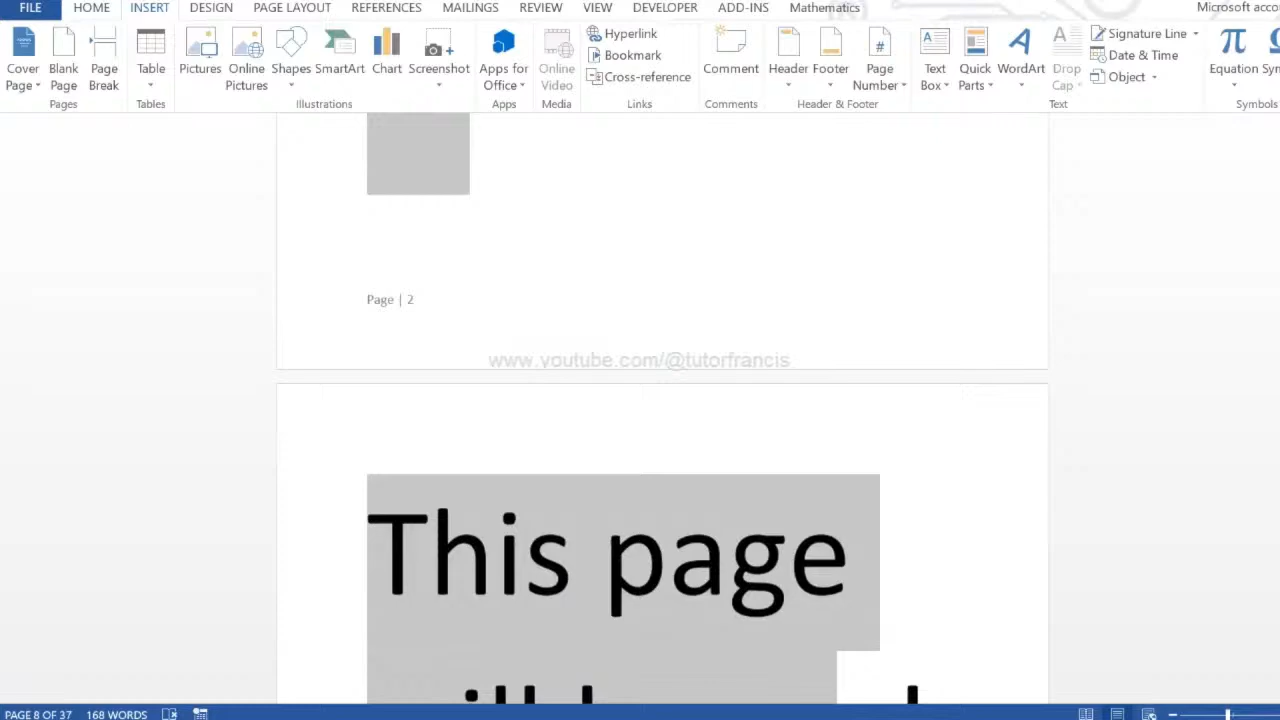 FILE HOME INSERT DESIGN PAGE LAYOUT REFERENCES MAILINGS REVIEW VIEW DEVELOPER ADD-INS Mathematics Microsoft acco
Cover Page Blank Page Page Break Table Pictures Online Pictures Shapes SmartArt Chart Screenshot Apps for Office Online Video Hyperlink Bookmark Cross-reference Comment Header Footer Page Number Text Box Quick Parts WordArt Drop Cap Signature Line Date & Time Object Equation Sym
Pages Tables Illustrations Apps Media Links Comments Header & Footer Text Symbols
Page | 2
www.youtube.com/@tutorfrancis
This page
PAGE 8 OF 37 168 WORDS